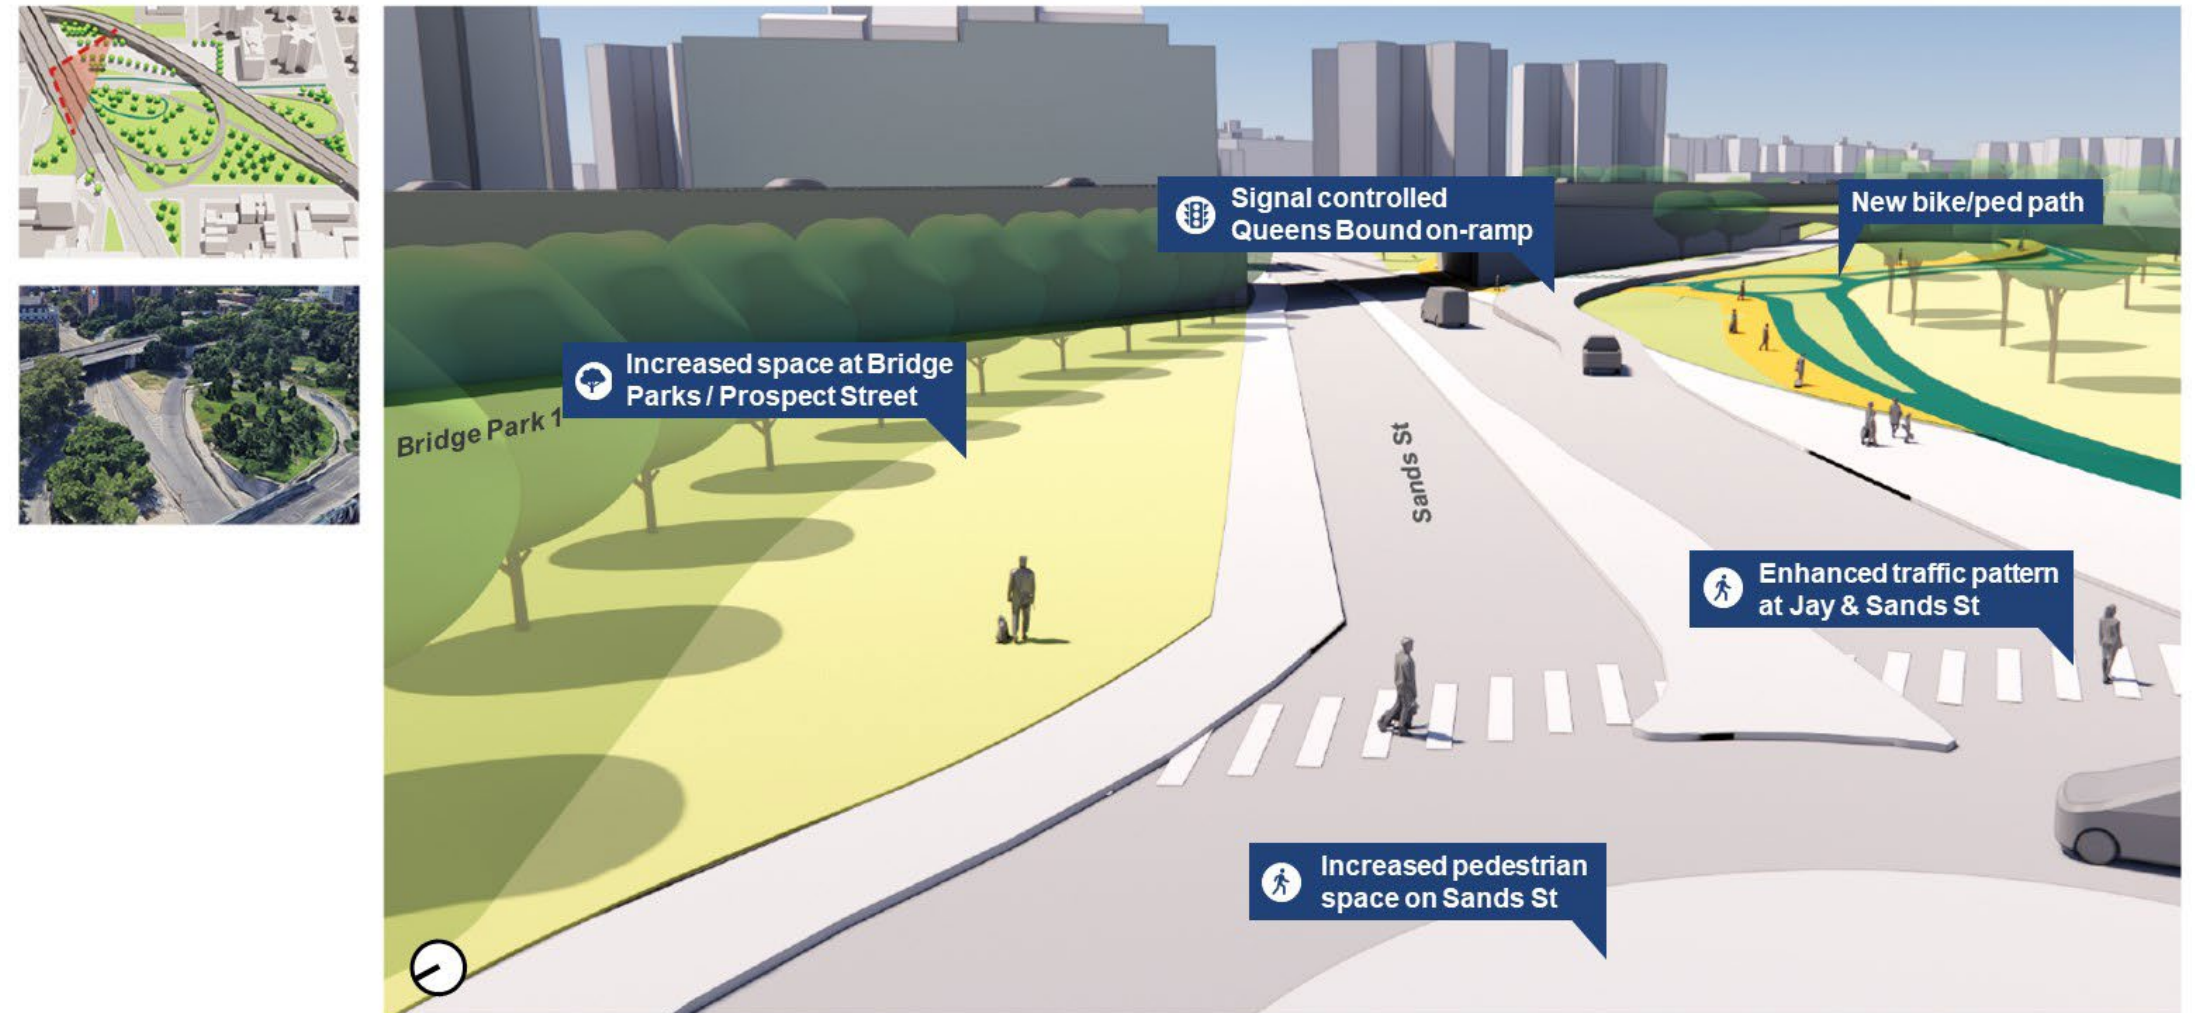 Signal controlled
Queens Bound on-ramp
New bike/ped path
Increased space at Bridge
Parks / Prospect Street
Bridge Park 1
Sands St
Enhanced traffic pattern
at Jay & Sands St
Increased pedestrian
space on Sands St